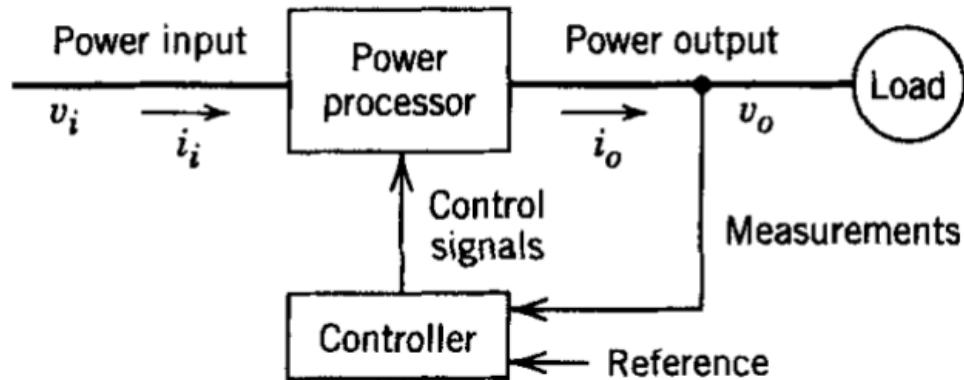 Power input
Power
processor
Power output
Load
v_i
i_i
i_o
v_o
Control
signals
Measurements
Controller
Reference